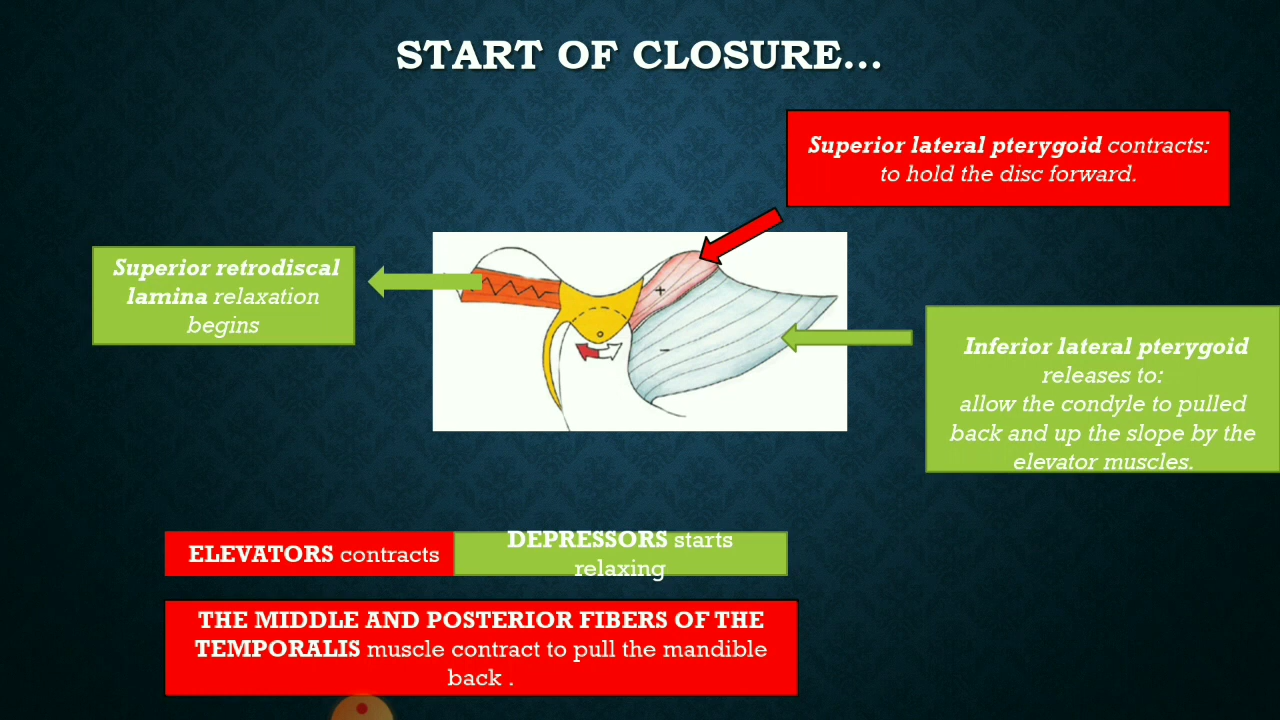 START OF CLOSURE...
Superior lateral pterygoid contracts:
to hold the disc forward.
Superior retrodiscal
lamina relaxation
begins
+
−
Inferior lateral pterygoid
releases to:
allow the condyle to pulled
back and up the slope by the
elevator muscles.
ELEVATORS contracts
DEPRESSORS starts
relaxing
THE MIDDLE AND POSTERIOR FIBERS OF THE
TEMPORALIS muscle contract to pull the mandible
back .